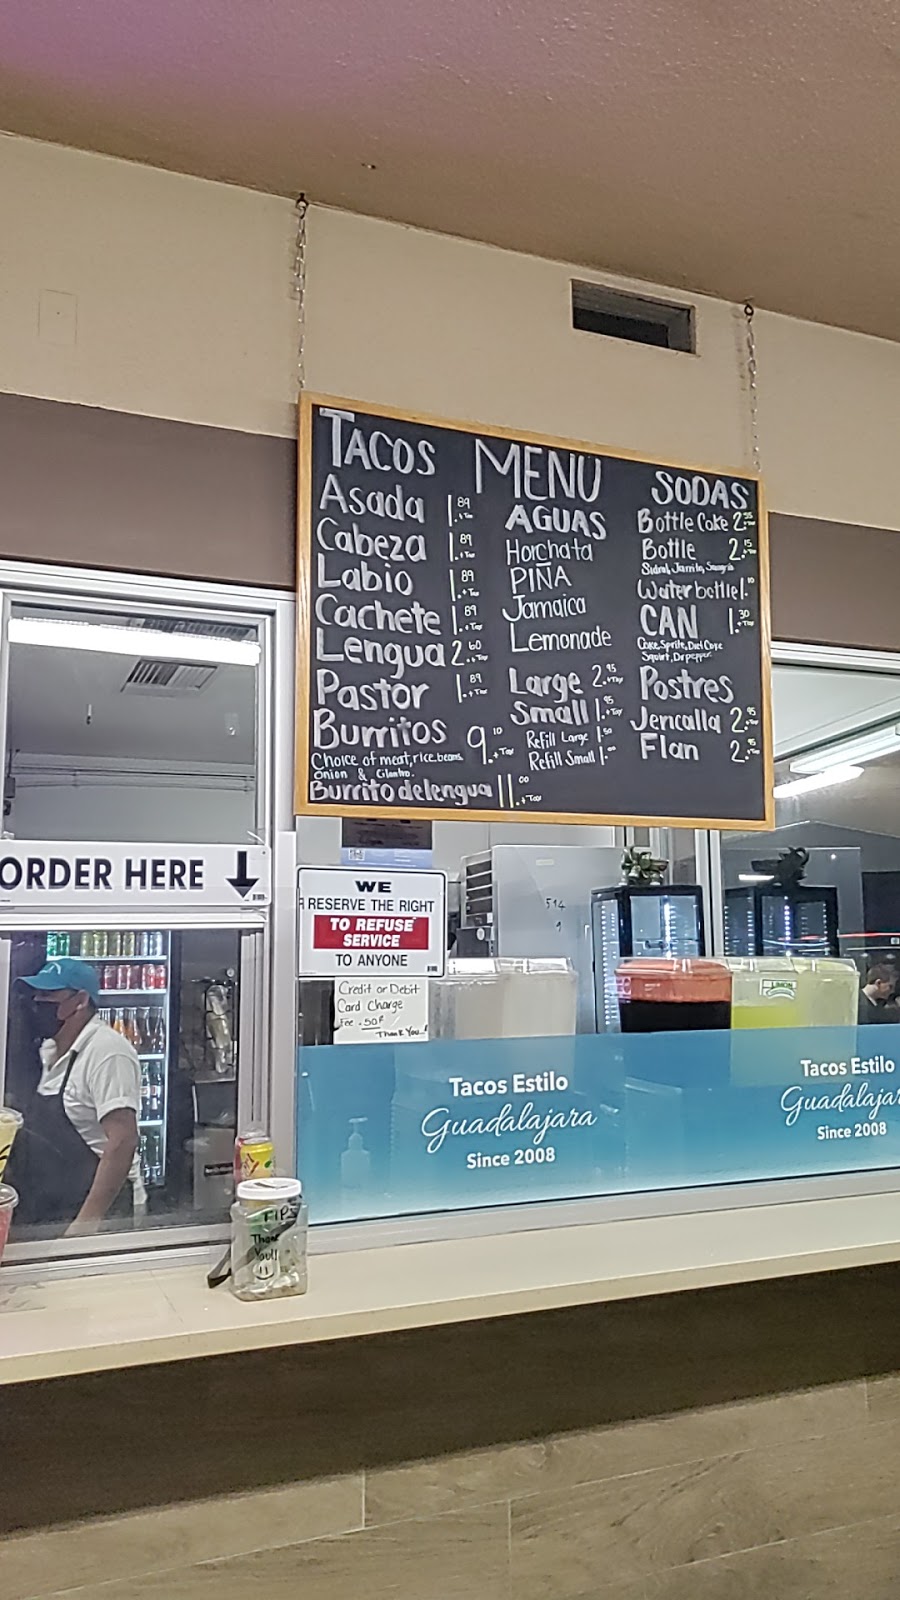 TACOS
Asada 1.89 + Tax
Cabeza 1.89 + Tax
Labio 1.89 + Tax
Cachete 1.89 + Tax
Lengua 2.60 + Tax
Pastor 1.89 + Tax
Burritos 9.10 + Tax
Choice of meat, rice, beans,
Onion & Cilantro.
Burrito de lengua 11.00 + Tax
MENU
AGUAS
Horchata
PIÑA
Jamaica
Lemonade
Large 2.95 + Tax
Small 1.95 + Tax
Refill Large 1.50
Refill Small 1.00
SODAS
Bottle Coke 2.35 + Tax
Bottle 2.15 + Tax
Sidral, Jarrito, Sangria
Water bottle 1.10
CAN 1.30 + Tax
Coke, Sprite, Diet Coke
Squirt, Dr pepper.
Postres
Jericalla 2.95 + Tax
Flan 2.95 + Tax
ORDER HERE
WE
RESERVE THE RIGHT
TO REFUSE
SERVICE
TO ANYONE
Credit or Debit
Card Charge
Fee .50¢
Thank You..!
514
LIMON
Tacos Estilo
Guadalajara
Since 2008
Tacos Estilo
Guadalajar
Since 2008
TIPS
Thank
You!!